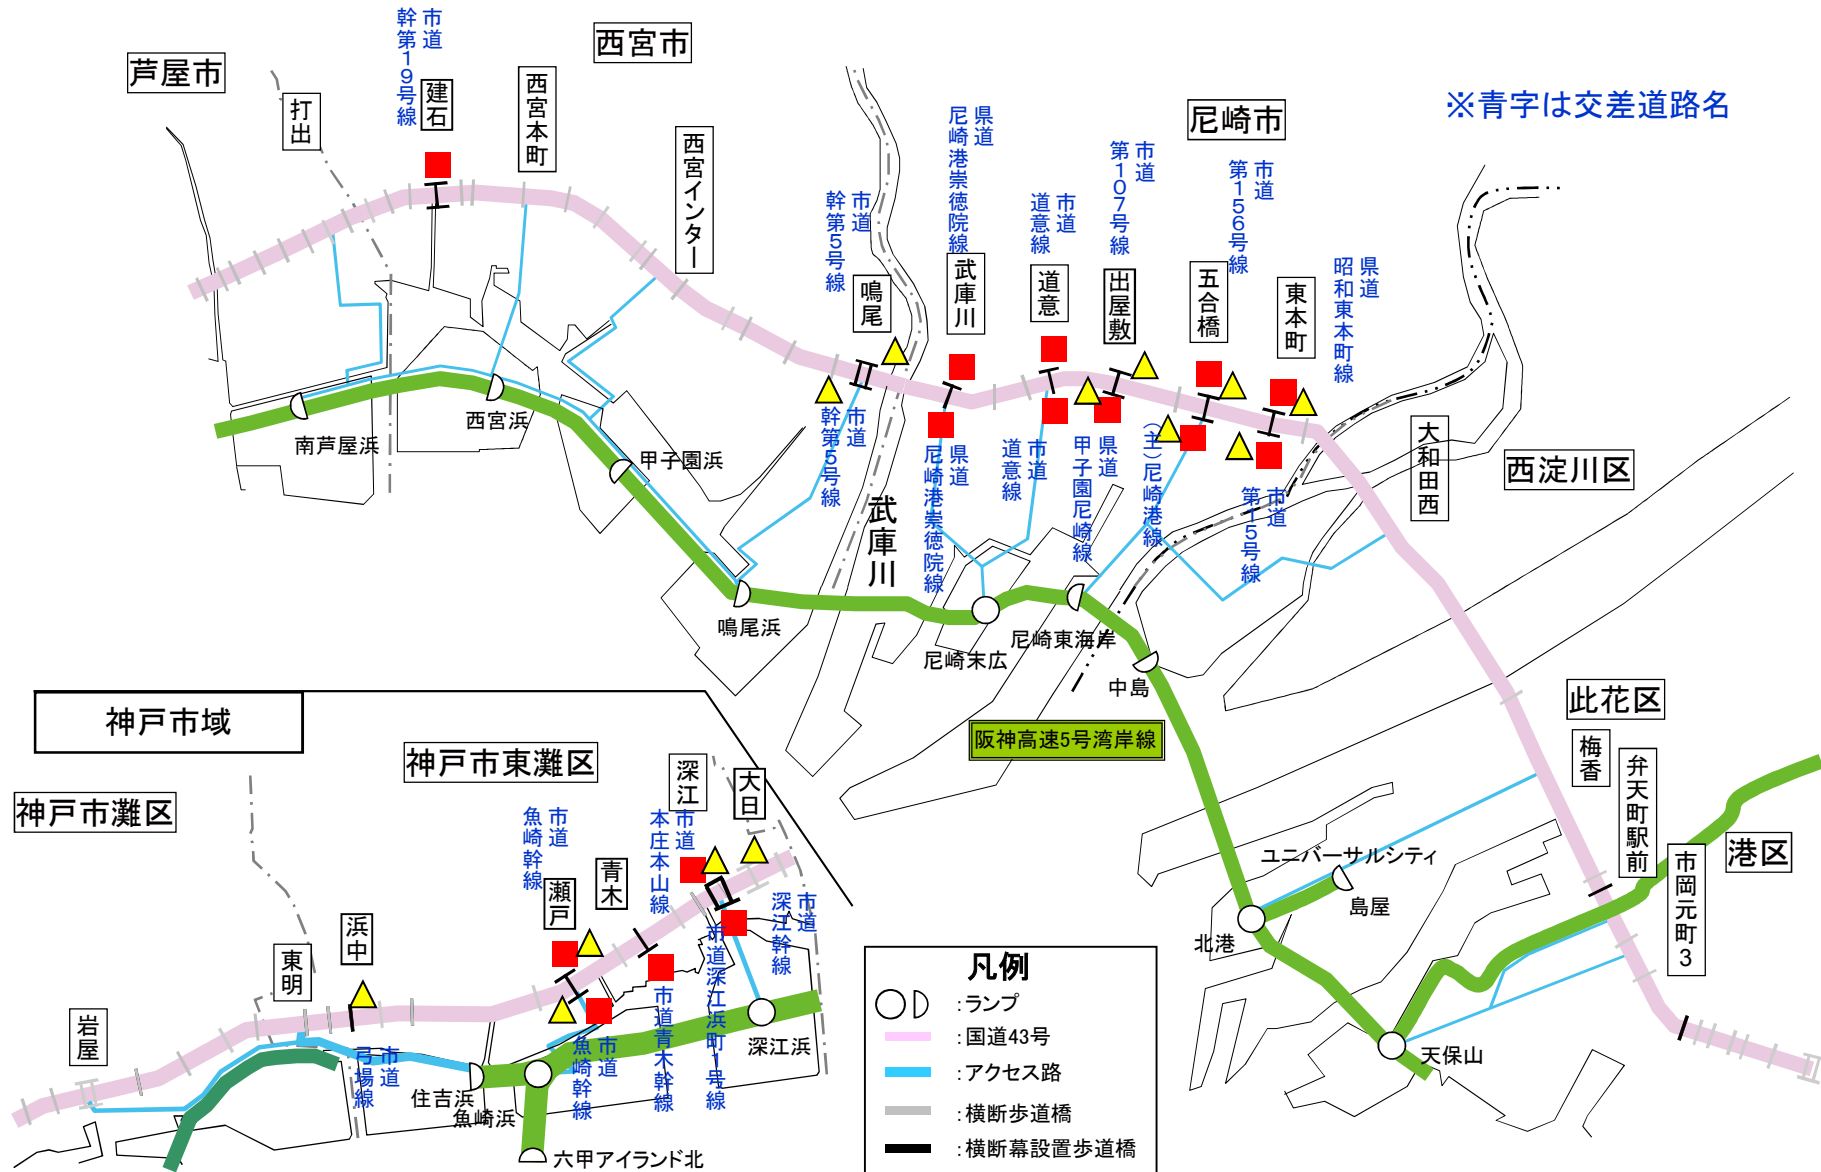 芦屋市
西宮市
尼崎市
※青字は交差道路名
打出
市道
幹第19号線
建石
西宮本町
西宮インター
市道
幹第5号線
鳴尾
県道
尼崎港崇徳院線
武庫川
市道
道意線
道意
市道
第107号線
出屋敷
市道
第156号線
五合橋
東本町
県道
昭和東本町線
大和田西
西淀川区
南芦屋浜
西宮浜
甲子園浜
市道
幹第5号線
武庫川
県道
尼崎港崇徳院線
市道
道意線
県道
甲子園尼崎線
(主)尼崎港線
市道
第15号線
鳴尾浜
尼崎末広
尼崎東海岸
中島
阪神高速5号湾岸線
此花区
梅香
弁天町駅前
市岡元町3
港区
ユニバーサルシティ
島屋
北港
天保山
神戸市域
神戸市灘区
神戸市東灘区
深江
大日
市道
魚崎幹線
瀬戸
青木
市道
本庄本山線
市道
深江幹線
浜中
東明
岩屋
市道
弓場線
住吉浜
魚崎浜
市道
魚崎幹線
市道青木幹線
市道深江浜町1号線
深江浜
六甲アイランド北
凡例
:ランプ
:国道43号
:アクセス路
:横断歩道橋
:横断幕設置歩道橋